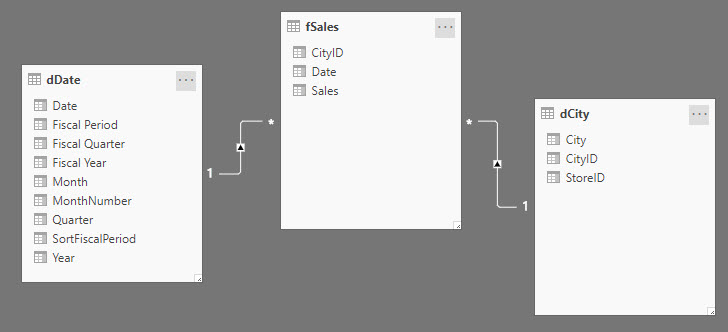 dDate
Date
Fiscal Period
Fiscal Quarter
Fiscal Year
Month
MonthNumber
Quarter
SortFiscalPeriod
Year
1
*
fSales
CityID
Date
Sales
*
1
dCity
City
CityID
StoreID